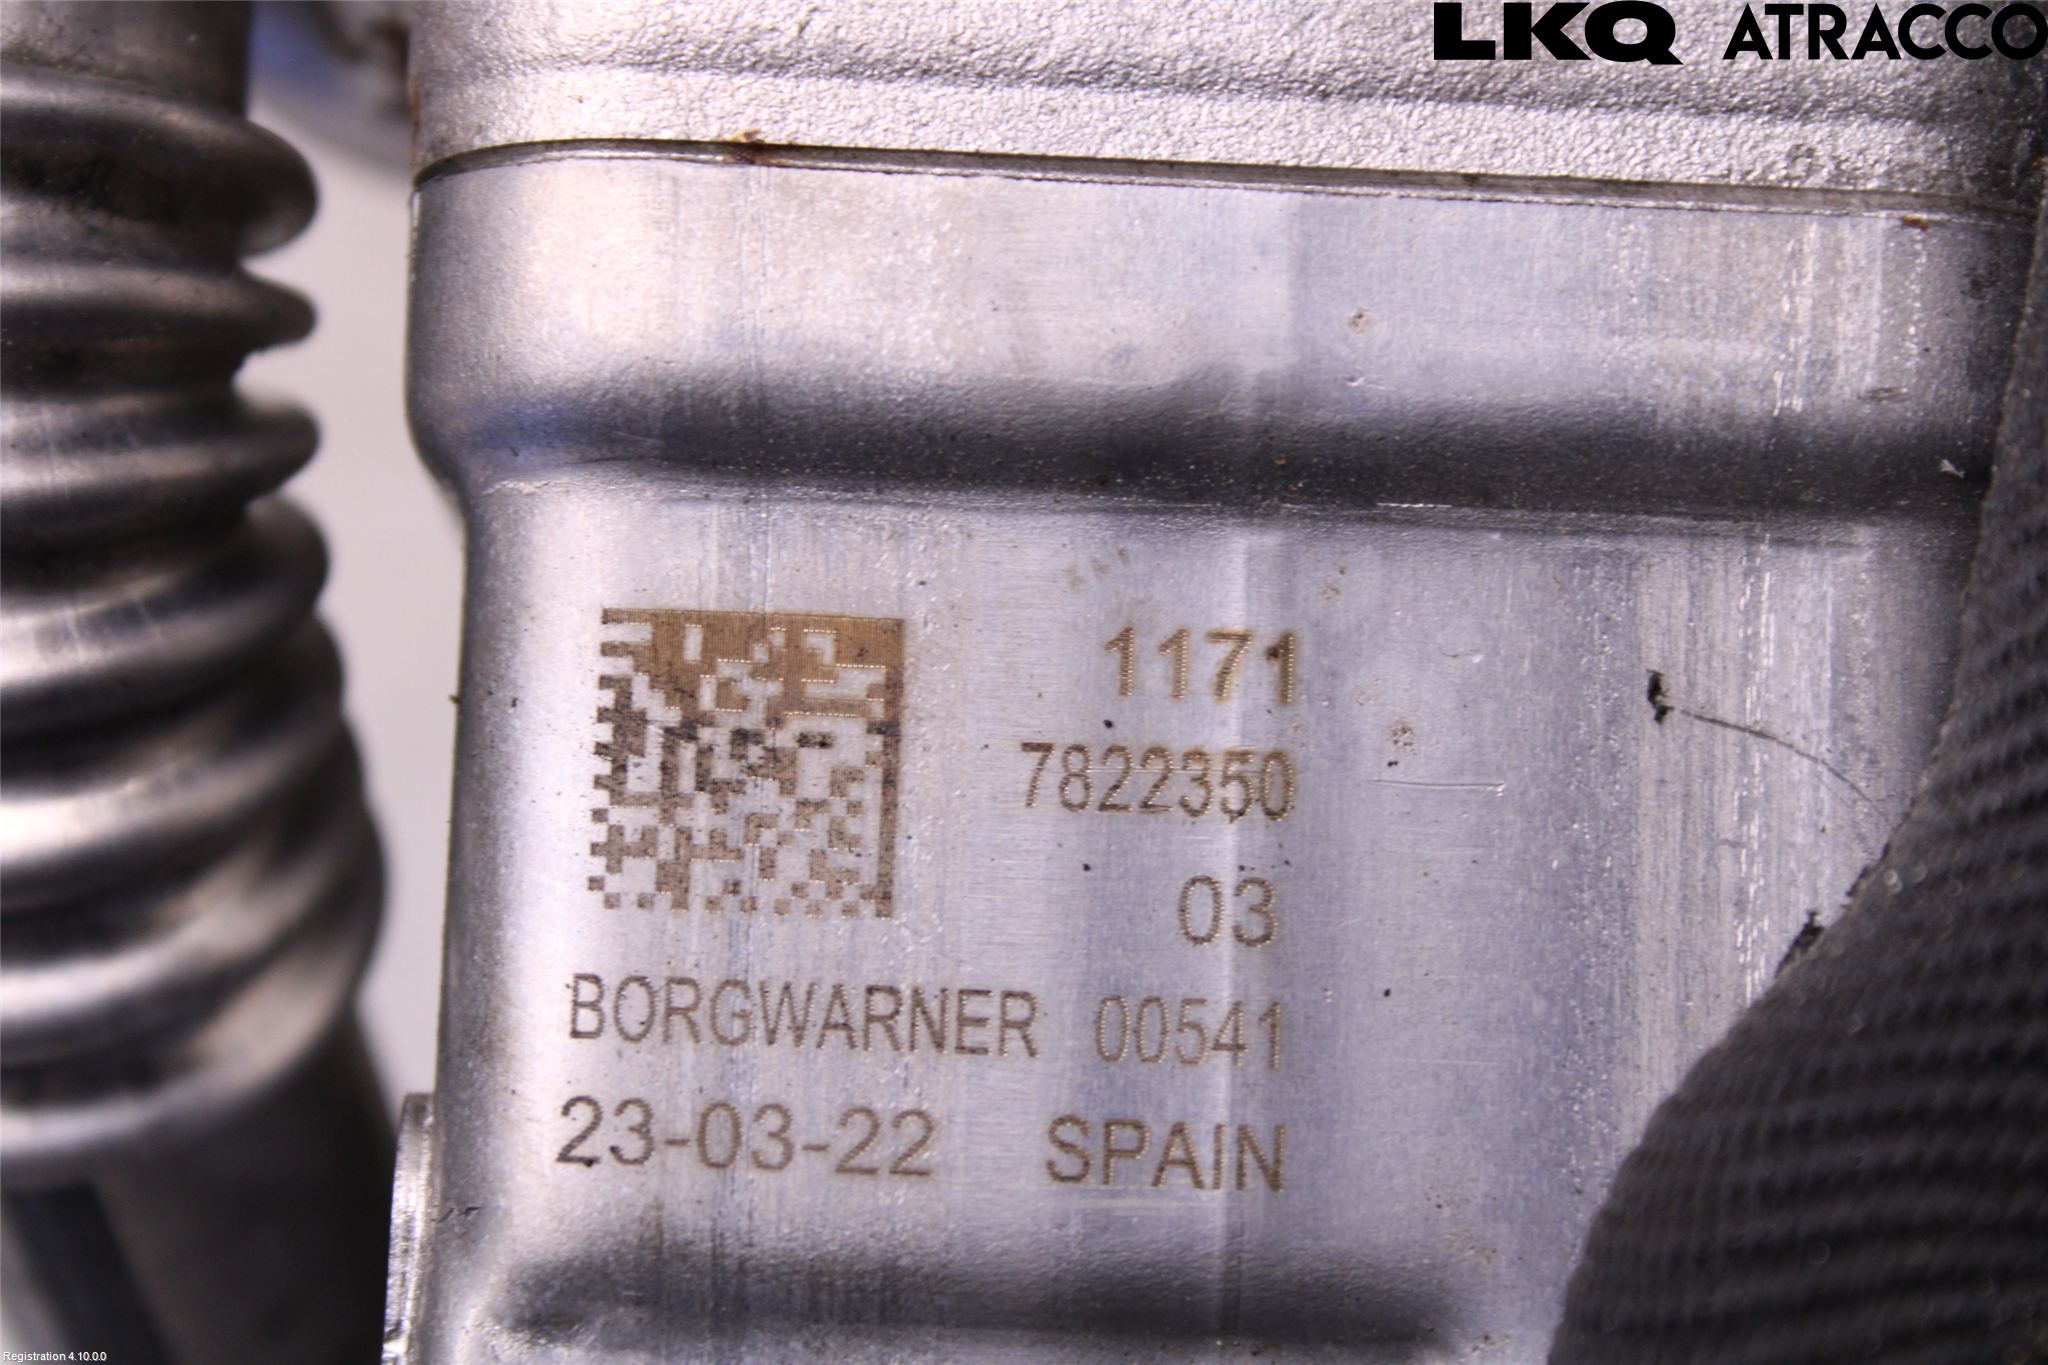 LKQ ATRACCO
1171
7822350
03
BORGWARNER 00541
23-03-22 SPAIN
Registration 4.10.0.0